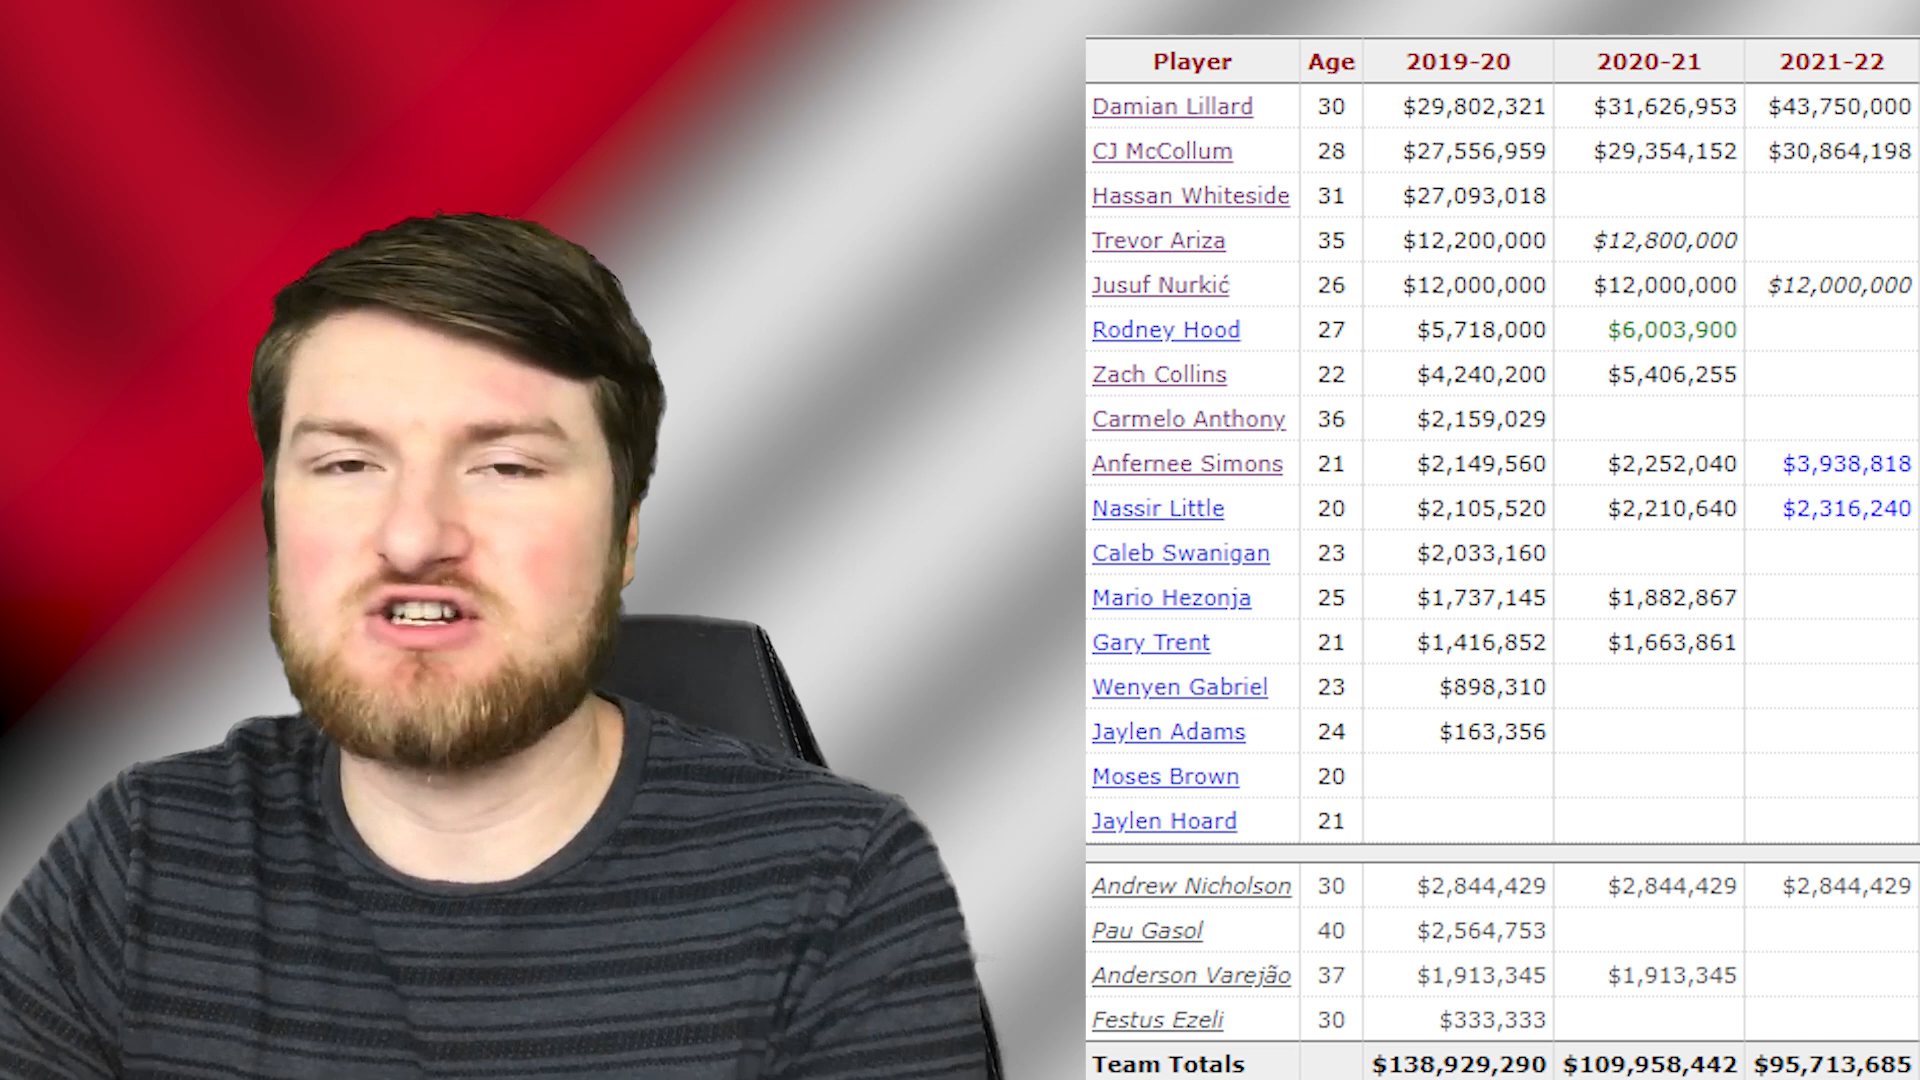 Player Age 2019-20 2020-21 2021-22
Damian Lillard 30 $29,802,321 $31,626,953 $43,750,000
CJ McCollum 28 $27,556,959 $29,354,152 $30,864,198
Hassan Whiteside 31 $27,093,018
Trevor Ariza 35 $12,200,000 $12,800,000
Jusuf Nurkić 26 $12,000,000 $12,000,000 $12,000,000
Rodney Hood 27 $5,718,000 $6,003,900
Zach Collins 22 $4,240,200 $5,406,255
Carmelo Anthony 36 $2,159,029
Anfernee Simons 21 $2,149,560 $2,252,040 $3,938,818
Nassir Little 20 $2,105,520 $2,210,640 $2,316,240
Caleb Swanigan 23 $2,033,160
Mario Hezonja 25 $1,737,145 $1,882,867
Gary Trent 21 $1,416,852 $1,663,861
Wenyen Gabriel 23 $898,310
Jaylen Adams 24 $163,356
Moses Brown 20
Jaylen Hoard 21
Andrew Nicholson 30 $2,844,429 $2,844,429 $2,844,429
Pau Gasol 40 $2,564,753
Anderson Varejão 37 $1,913,345 $1,913,345
Festus Ezeli 30 $333,333
Team Totals $138,929,290 $109,958,442 $95,713,685